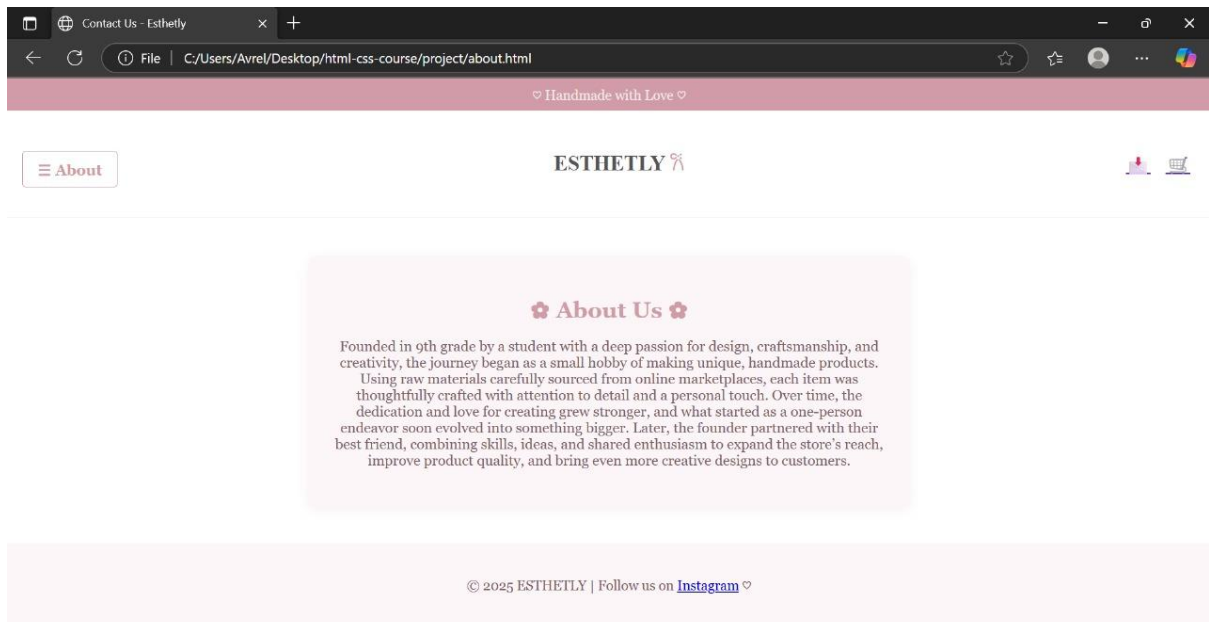 Contact Us - Esthetly
File | C:/Users/Avrel/Desktop/html-css-course/project/about.html
♡ Handmade with Love ♡
☰ About
ESTHETLY
✿ About Us ✿
Founded in 9th grade by a student with a deep passion for design, craftsmanship, and
creativity, the journey began as a small hobby of making unique, handmade products.
Using raw materials carefully sourced from online marketplaces, each item was
thoughtfully crafted with attention to detail and a personal touch. Over time, the
dedication and love for creating grew stronger, and what started as a one-person
endeavor soon evolved into something bigger. Later, the founder partnered with their
best friend, combining skills, ideas, and shared enthusiasm to expand the store’s reach,
improve product quality, and bring even more creative designs to customers.
© 2025 ESTHETLY | Follow us on Instagram ♡